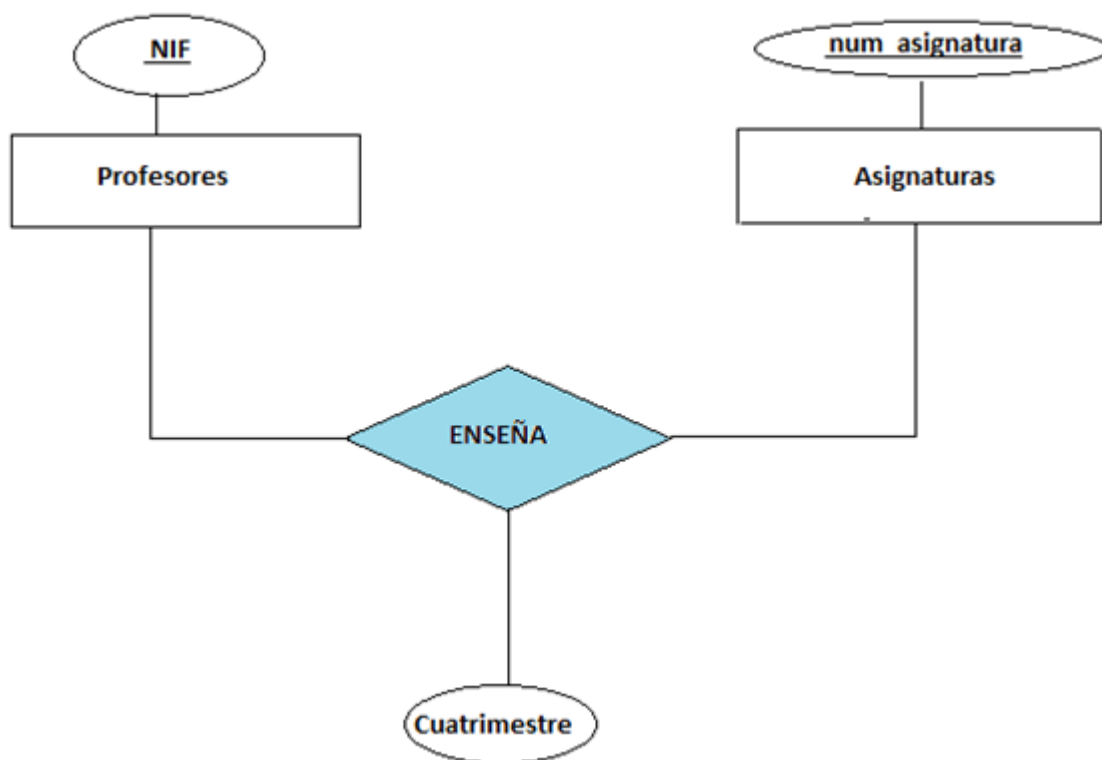 NIF
num_asignatura
Profesores
Asignaturas
ENSEÑA
Cuatrimestre